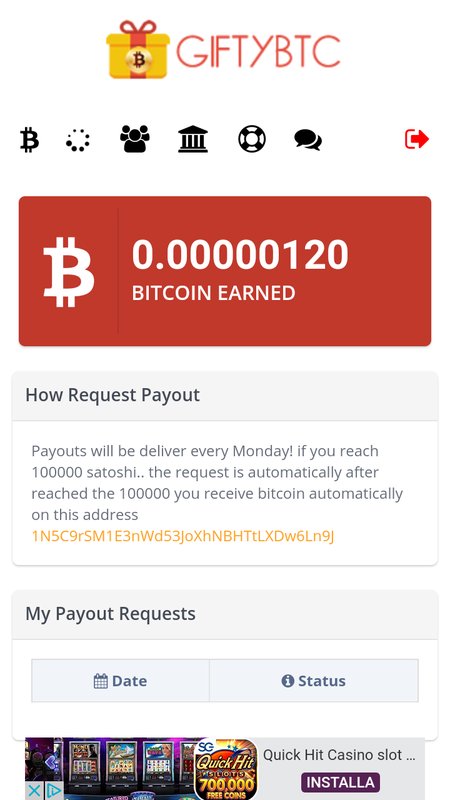 GIFTYBTC
0.00000120
BITCOIN EARNED
How Request Payout
Payouts will be deliver every Monday! if you reach
100000 satoshi.. the request is automatically after
reached the 100000 you receive bitcoin automatically
on this address
1N5C9rSM1E3nWd53JoXhNBHTtLXDw6Ln9J
My Payout Requests
Date Status
SG
Quick Hit
SLOTS
700,000
FREE COINS
Quick Hit Casino slot ...
INSTALLA